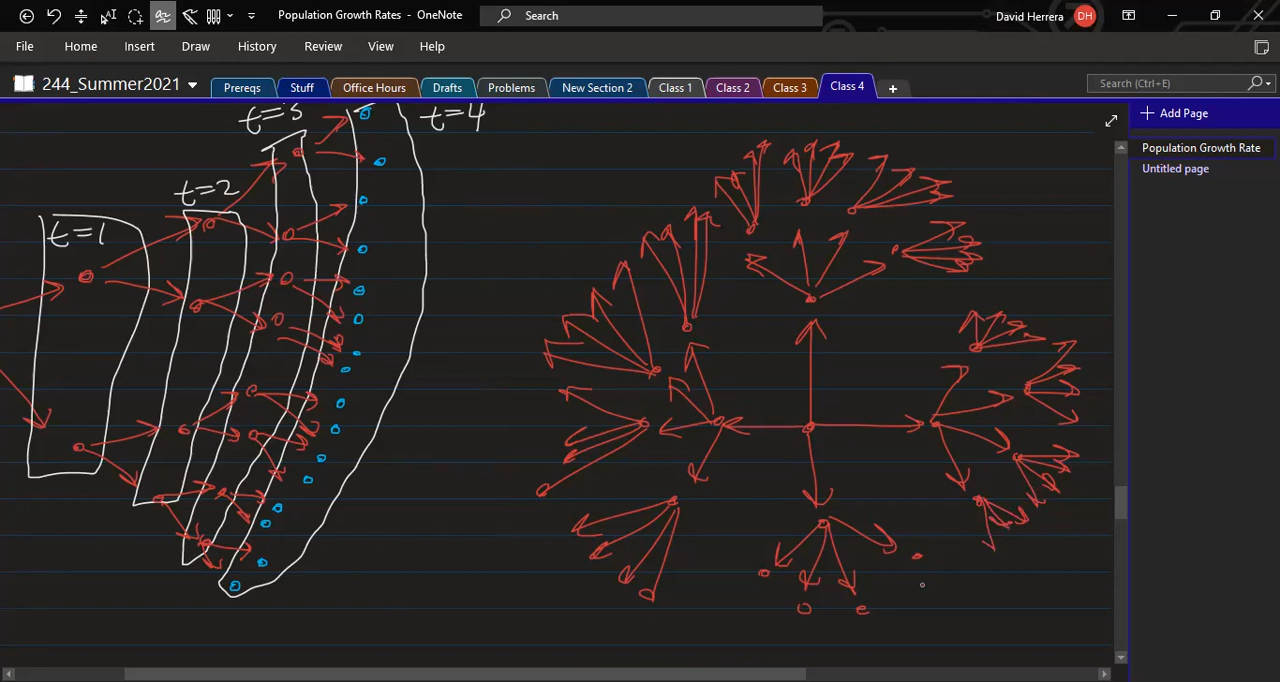 Population Growth Rates - OneNote
Search
David Herrera
DH
File
Home
Insert
Draw
History
Review
View
Help
244_Summer2021
Prereqs
Stuff
Office Hours
Drafts
Problems
New Section 2
Class 1
Class 2
Class 3
Class 4
Search (Ctrl+E)
Add Page
Population Growth Rate
Untitled page
t=1
t=2
t=3
t=4